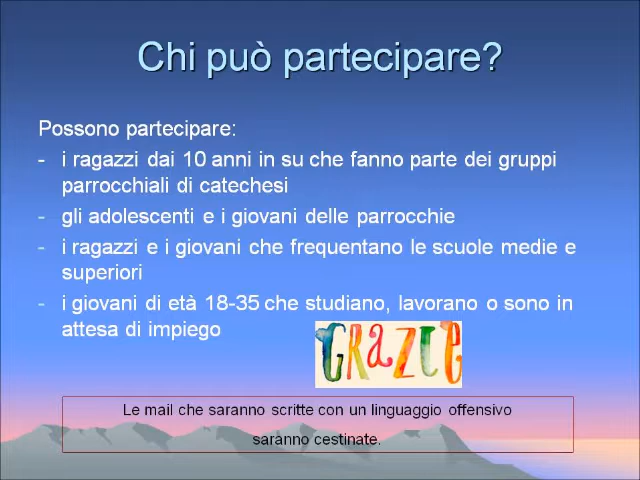 Chi può partecipare?
Possono partecipare:
- i ragazzi dai 10 anni in su che fanno parte dei gruppi
parrocchiali di catechesi
- gli adolescenti e i giovani delle parrocchie
- i ragazzi e i giovani che frequentano le scuole medie e
superiori
- i giovani di età 18-35 che studiano, lavorano o sono in
attesa di impiego
GRAZIE
Le mail che saranno scritte con un linguaggio offensivo
saranno cestinate.